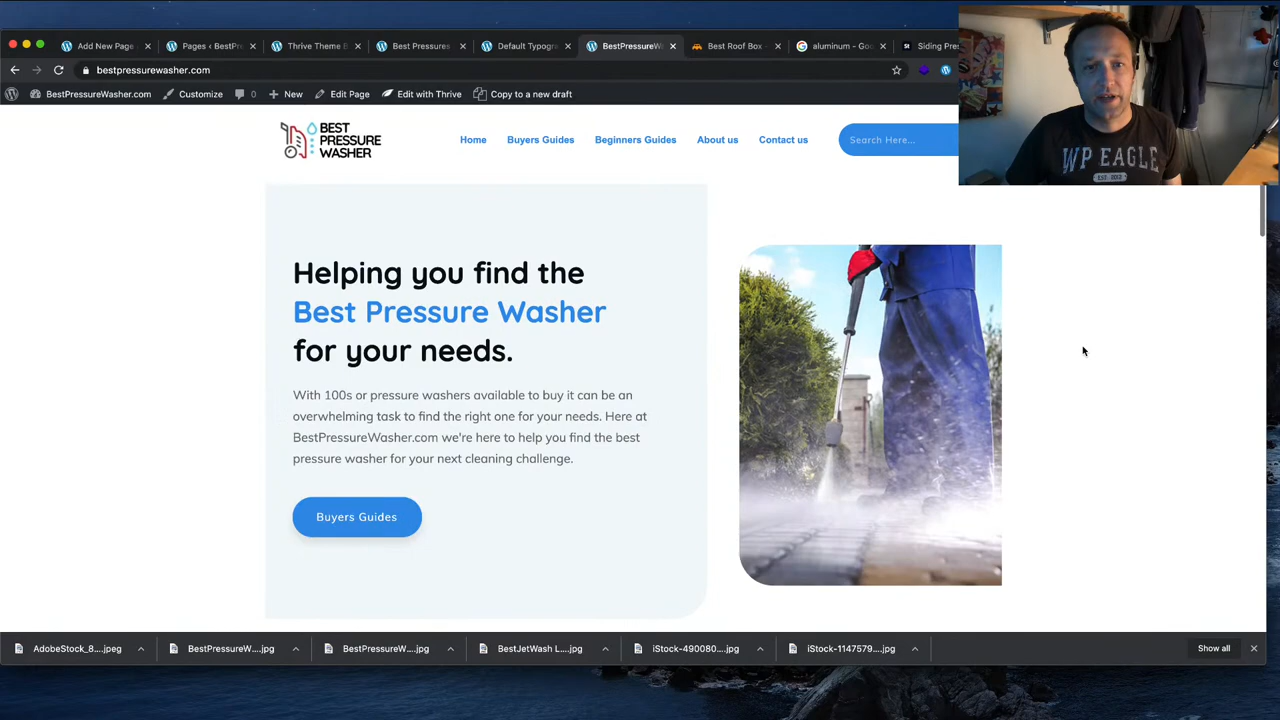 Add New Page
Pages ‹ BestPr
Thrive Theme B
Best Pressures
Default Typogre
BestPressureW
Best Roof Box -
aluminum - Goo
Siding Pres
bestpressurewasher.com
BestPressureWasher.com
Customize
0
New
Edit Page
Edit with Thrive
Copy to a new draft
BEST
PRESSURE
WASHER
Home
Buyers Guides
Beginners Guides
About us
Contact us
Search Here...
WP EAGLE
EST. 2012
Helping you find the
Best Pressure Washer
for your needs.
With 100s or pressure washers available to buy it can be an
overwhelming task to find the right one for your needs. Here at
BestPressureWasher.com we're here to help you find the best
pressure washer for your next cleaning challenge.
Buyers Guides
AdobeStock_8....jpeg
BestPressureW....jpg
BestPressureW....jpg
BestJetWash L....jpg
iStock-490080....jpg
iStock-1147579....jpg
Show all